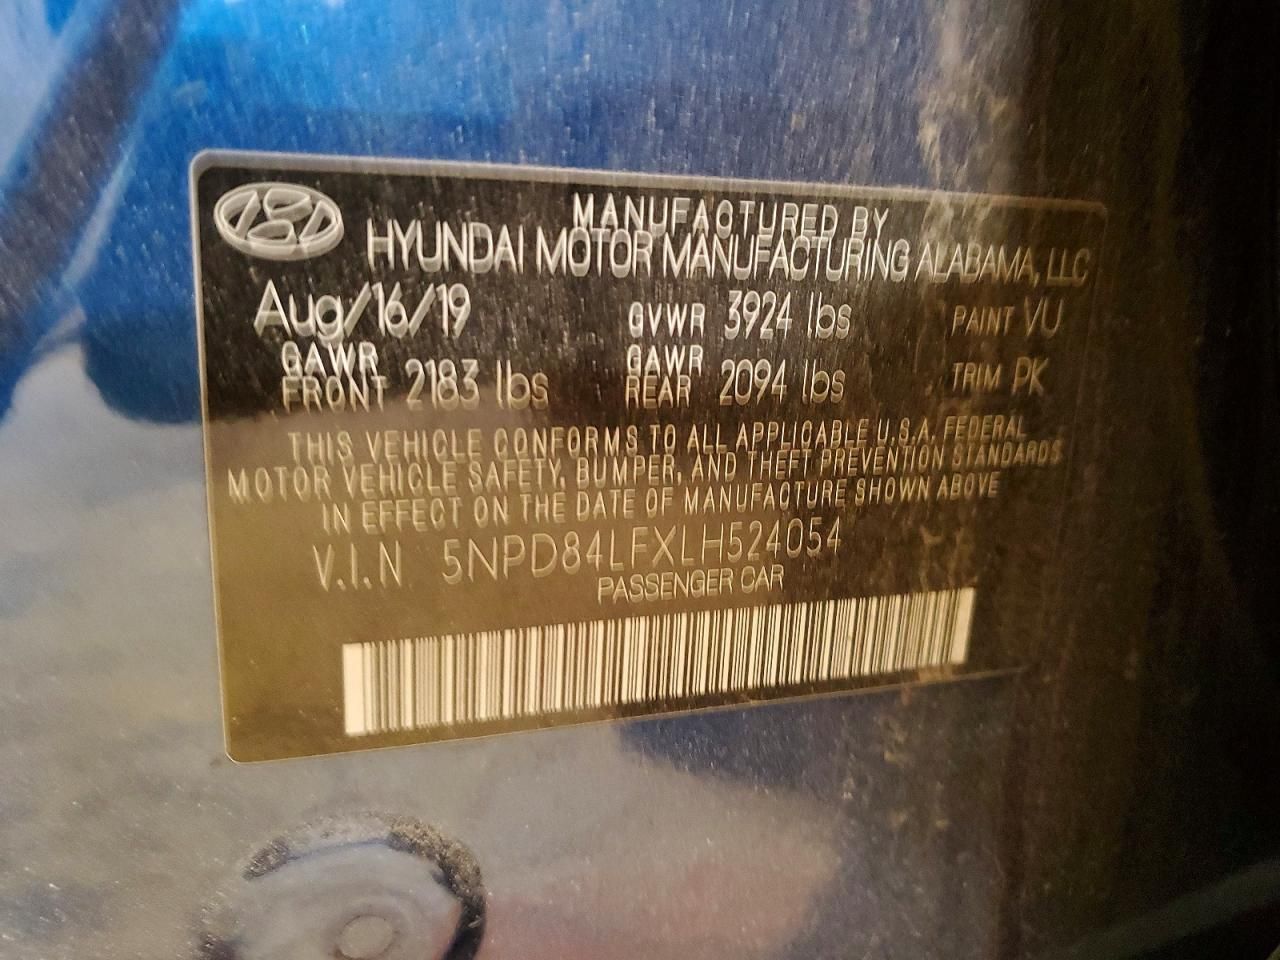 MANUFACTURED BY
HYUNDAI MOTOR MANUFACTURING ALABAMA, LLC
Aug/16/19 GVWR 3924 lbs PAINT VU
GAWR FRONT 2183 lbs GAWR REAR 2094 lbs TRIM PK
THIS VEHICLE CONFORMS TO ALL APPLICABLE U.S.A. FEDERAL
MOTOR VEHICLE SAFETY, BUMPER, AND THEFT PREVENTION STANDARDS
IN EFFECT ON THE DATE OF MANUFACTURE SHOWN ABOVE
V.I.N 5NPD84LFXLH524054
PASSENGER CAR